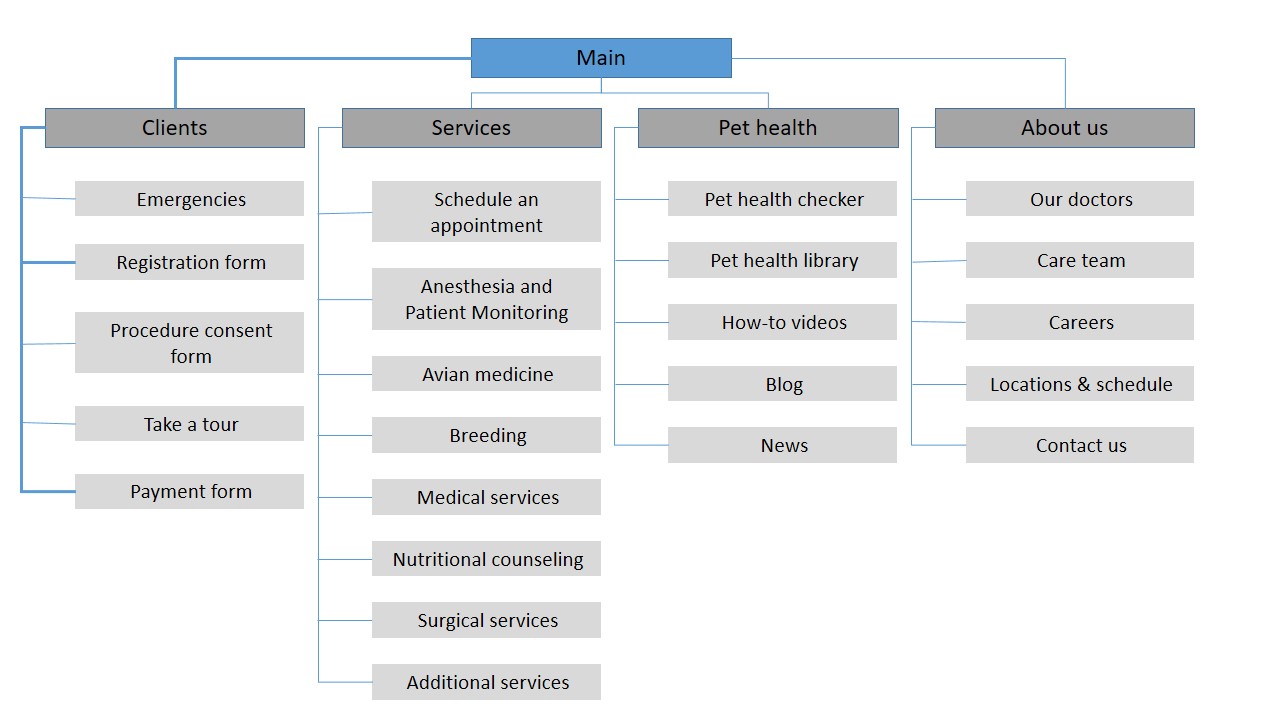 Main
Clients
Emergencies
Registration form
Procedure consent
form
Take a tour
Payment form
Services
Schedule an
appointment
Anesthesia and
Patient Monitoring
Avian medicine
Breeding
Medical services
Nutritional counseling
Surgical services
Additional services
Pet health
Pet health checker
Pet health library
How-to videos
Blog
News
About us
Our doctors
Care team
Careers
Locations & schedule
Contact us